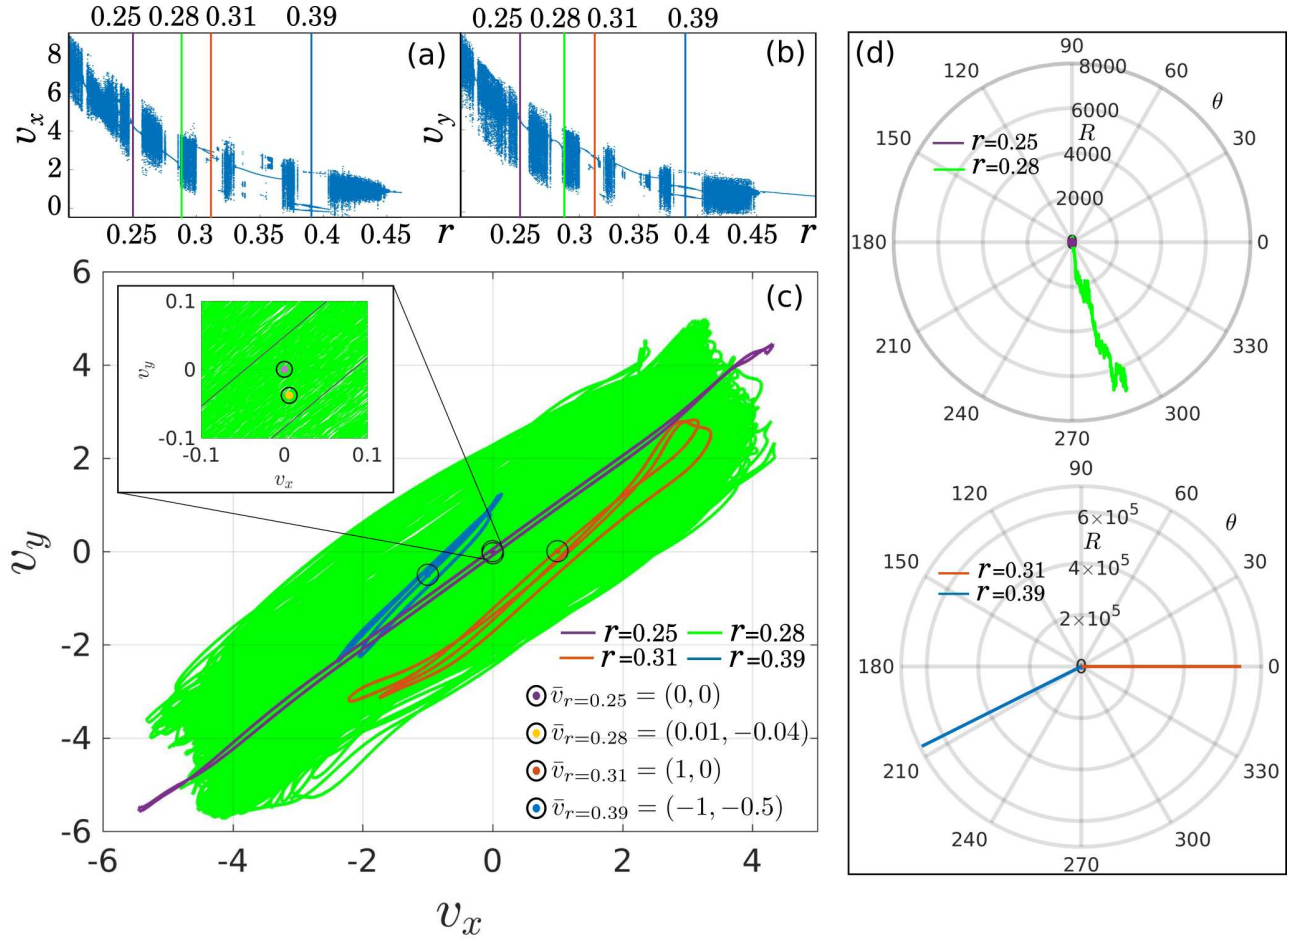 0.25 0.28 0.31 0.39
(a)
8
6
4
2
0
v_x
0.25 0.3 0.35 0.4 0.45 r
0.25 0.28 0.31 0.39
(b)
v_y
0.25 0.3 0.35 0.4 0.45 r
(c)
6
4
2
0
-2
-4
-6
v_y
-6 -4 -2 0 2 4
v_x
0.1
0
-0.1
v_y
-0.1 0 0.1
v_x
r=0.25 r=0.28
r=0.31 r=0.39
v̄_{r=0.25} = (0, 0)
v̄_{r=0.28} = (0.01, −0.04)
v̄_{r=0.31} = (1, 0)
v̄_{r=0.39} = (−1, −0.5)
(d)
90
120 8000 60
6000 θ
150 R 30
r=0.25
r=0.28 4000
2000
180 0
210 330
240 300
270
90
120 60
6×10⁵ θ
R
150 30
r=0.31 4×10⁵
r=0.39
2×10⁵
180 0 0
210 330
240 300
270